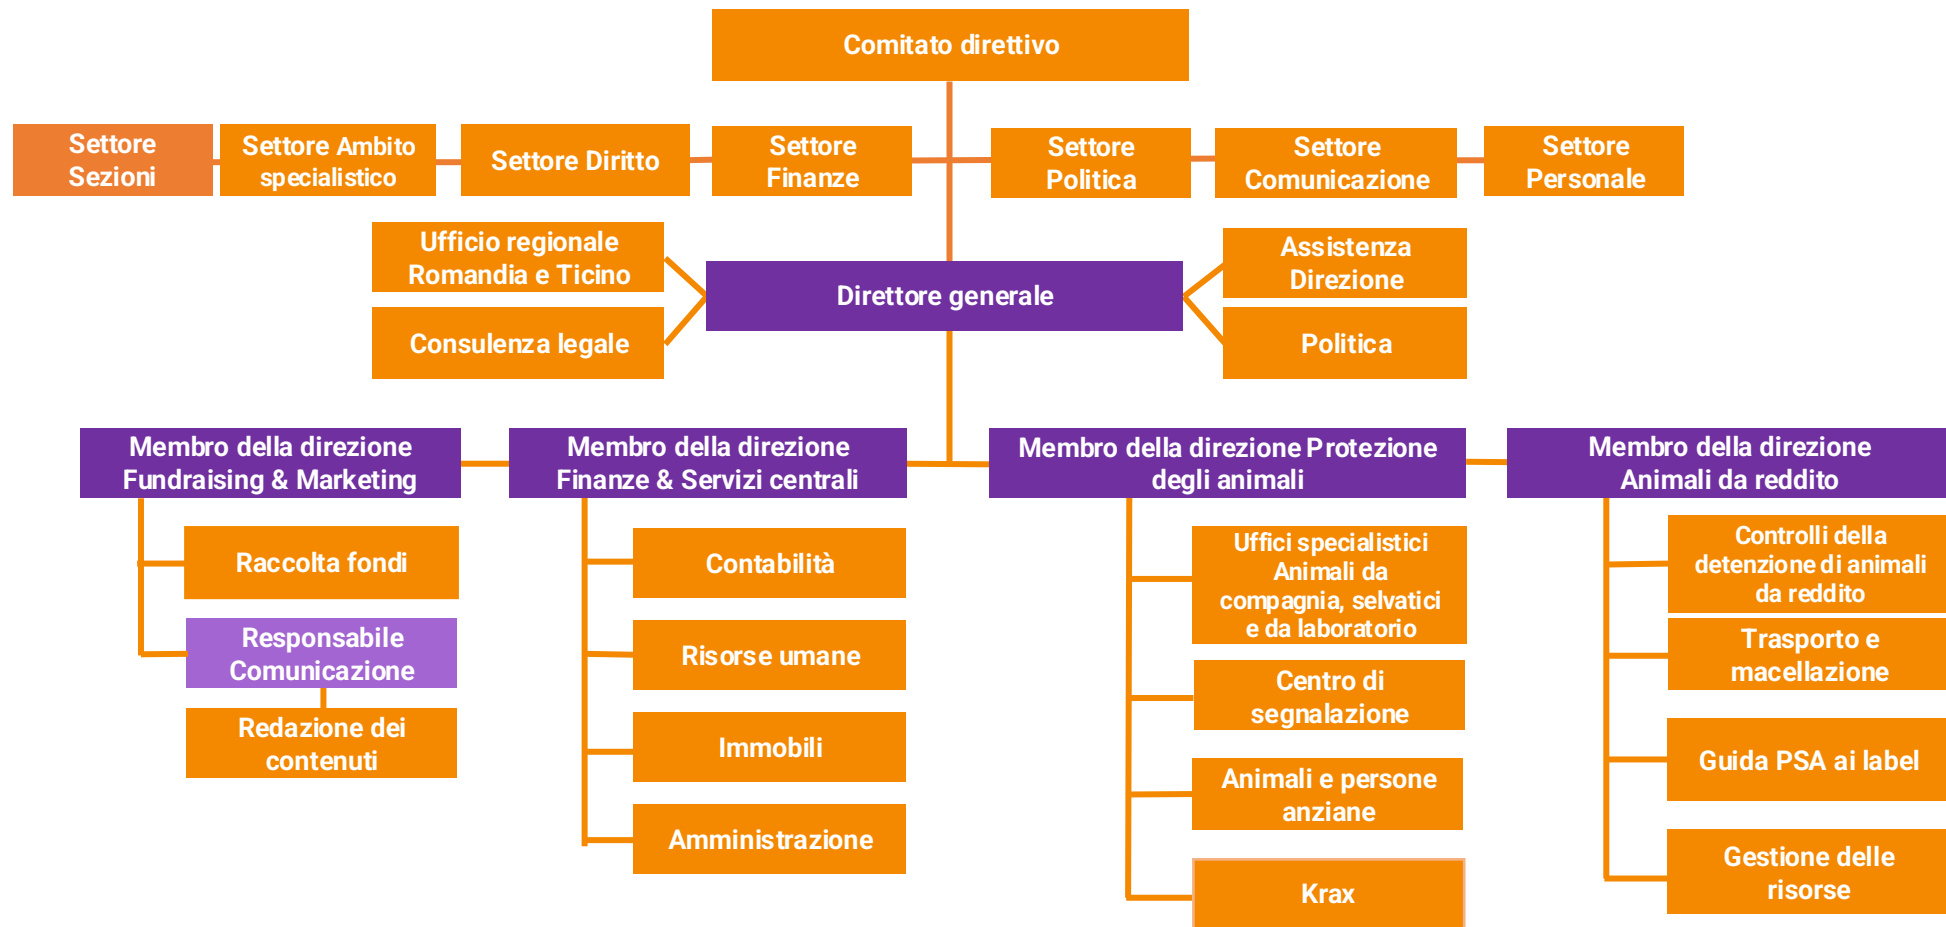 Comitato direttivo
Settore
Sezioni
Settore Ambito
specialistico
Settore Diritto
Settore
Finanze
Settore
Politica
Settore
Comunicazione
Settore
Personale
Ufficio regionale
Romandia e Ticino
Consulenza legale
Direttore generale
Assistenza
Direzione
Politica
Membro della direzione
Fundraising & Marketing
Raccolta fondi
Responsabile
Comunicazione
Redazione dei
contenuti
Membro della direzione
Finanze & Servizi centrali
Contabilità
Risorse umane
Immobili
Amministrazione
Membro della direzione Protezione
degli animali
Uffici specialistici
Animali da
compagnia, selvatici
e da laboratorio
Centro di
segnalazione
Animali e persone
anziane
Krax
Membro della direzione
Animali da reddito
Controlli della
detenzione di animali
da reddito
Trasporto e
macellazione
Guida PSA ai label
Gestione delle
risorse